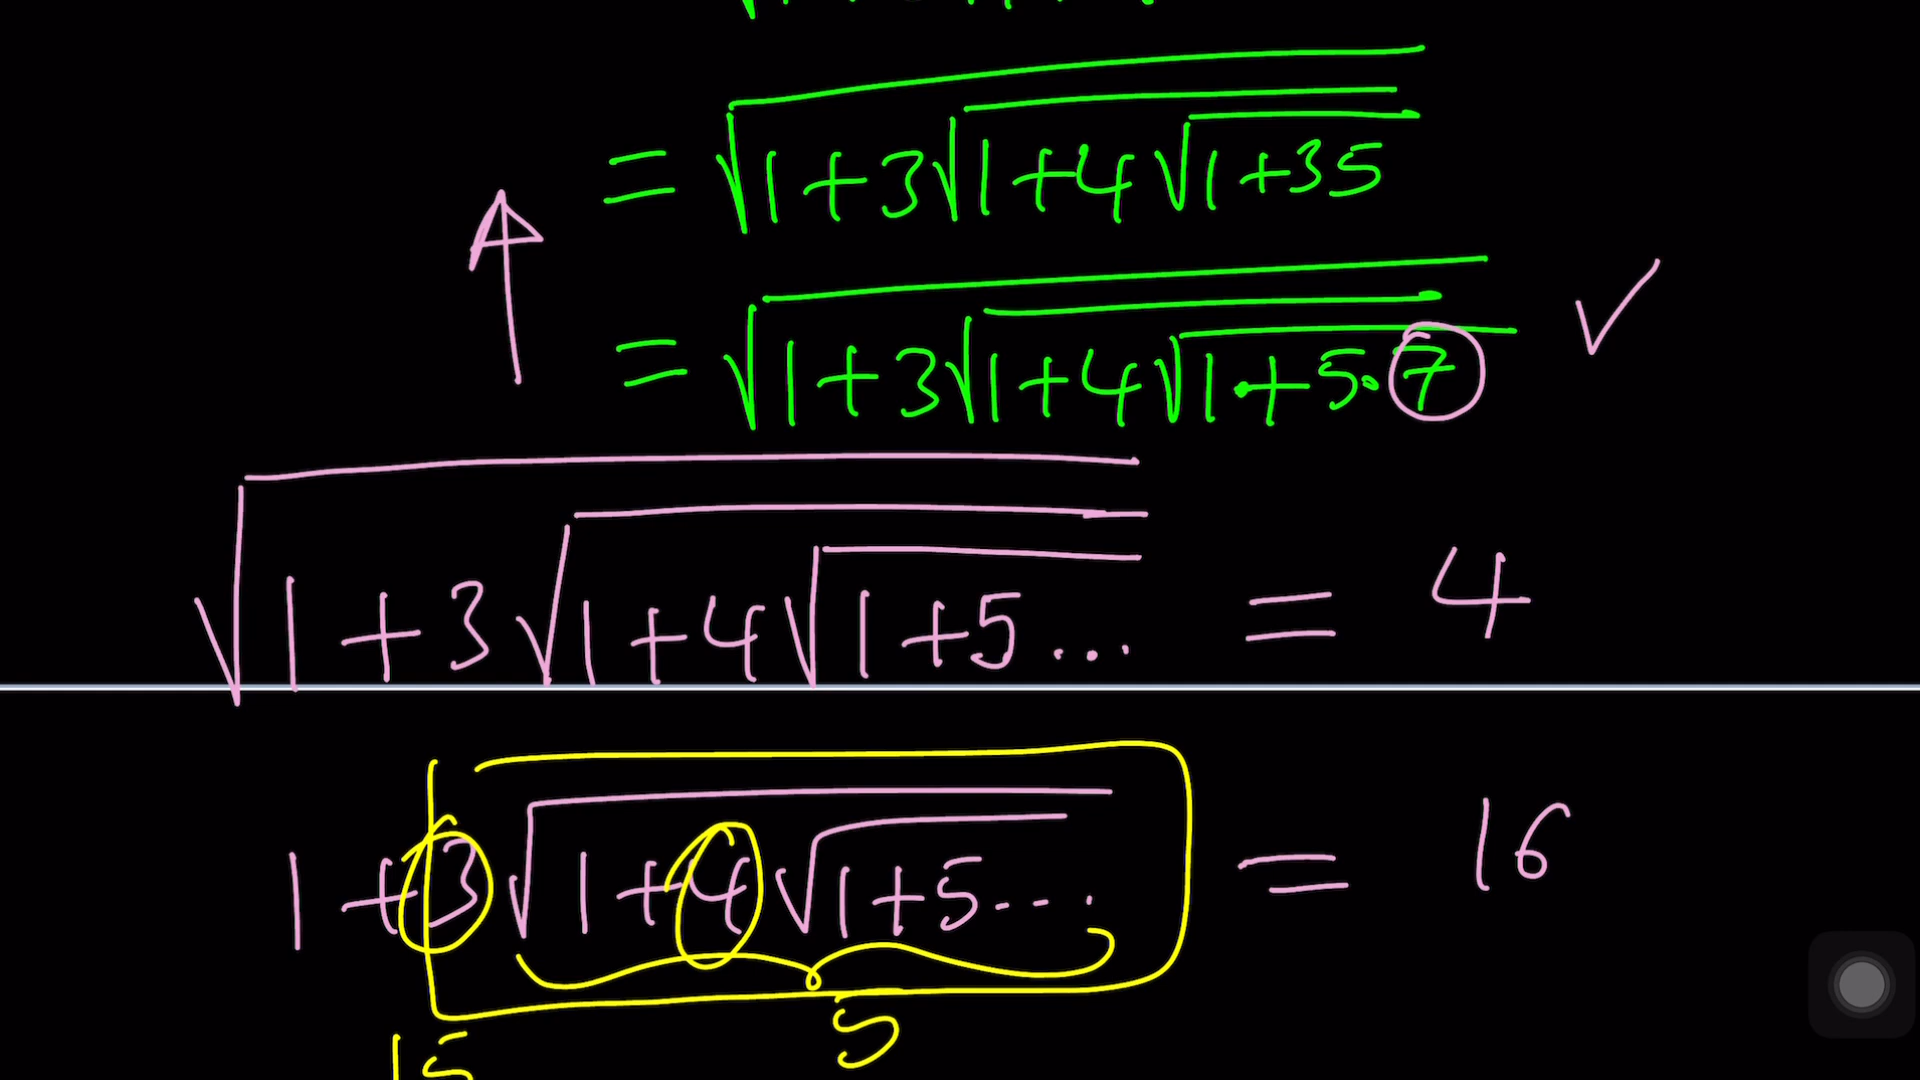 = √1+3√1+4√1+35
= √1+3√1+4√1+5·7 ✓
√1+3√1+4√1+5... = 4
1+3√1+4√1+5... = 16
5
15